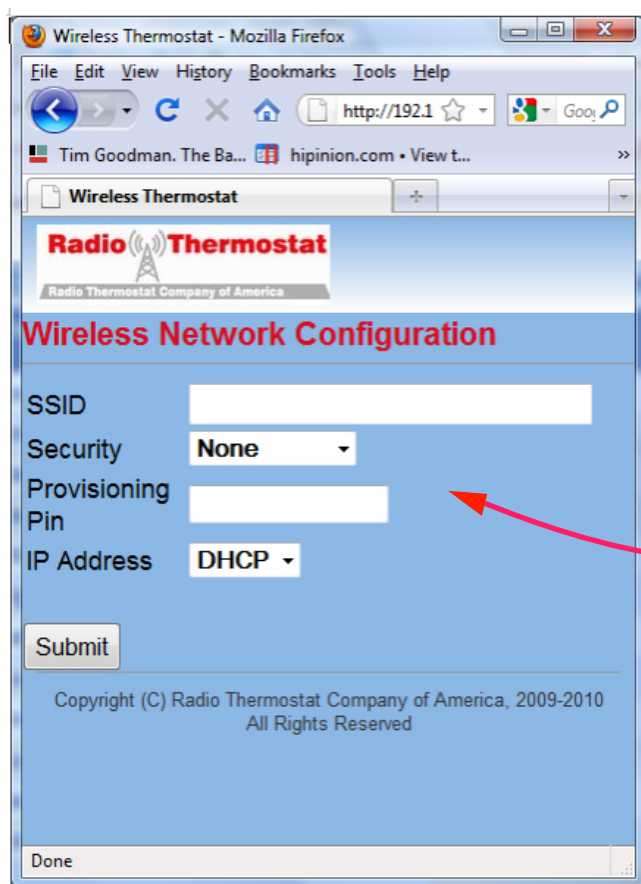 Wireless Thermostat - Mozilla Firefox
File Edit View History Bookmarks Tools Help
http://192.1
Goo
Tim Goodman. The Ba... hipinion.com • View t... »
Wireless Thermostat
Radio Thermostat
Radio Thermostat Company of America
Wireless Network Configuration
SSID
Security None
Provisioning
Pin
IP Address DHCP
Submit
Copyright (C) Radio Thermostat Company of America, 2009-2010
All Rights Reserved
Done